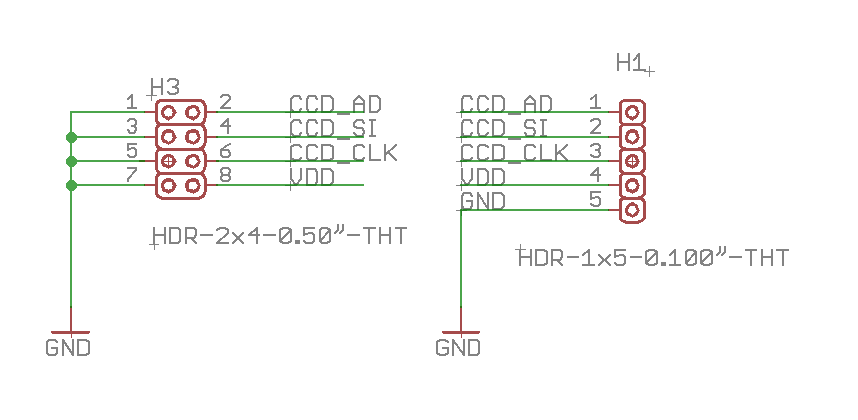 H3
1 2 CCD_AD
3 4 CCD_SI
5 6 CCD_CLK
7 8 VDD
HDR-2x4-0.50"-THT
GND
H1
CCD_AD 1
CCD_SI 2
CCD_CLK 3
VDD 4
GND 5
HDR-1x5-0.100"-THT
GND